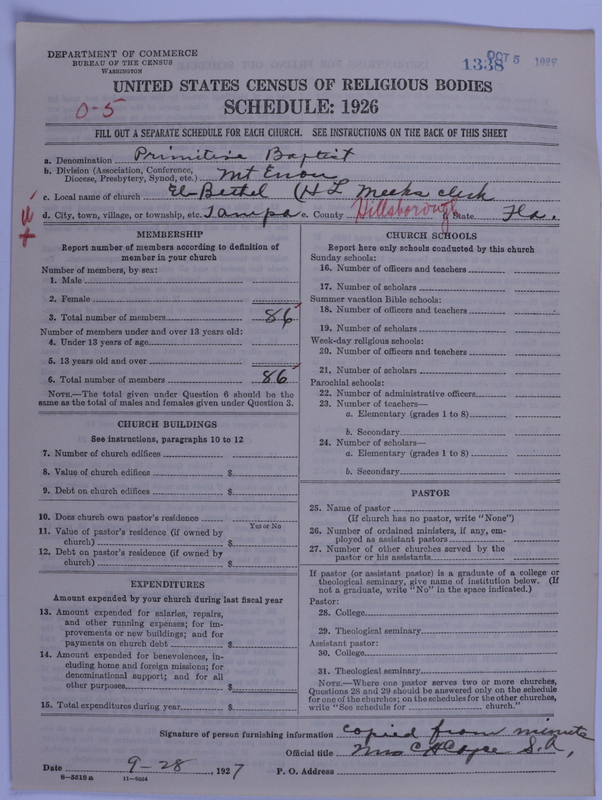 DEPARTMENT OF COMMERCE
BUREAU OF THE CENSUS
WASHINGTON
1338 OCT 5 192
UNITED STATES CENSUS OF RELIGIOUS BODIES
SCHEDULE: 1926
0-5
FILL OUT A SEPARATE SCHEDULE FOR EACH CHURCH. SEE INSTRUCTIONS ON THE BACK OF THIS SHEET
a. Denomination Primitive Baptist
b. Division (Association, Conference, Diocese, Presbytery, Synod, etc.) Mt Enon
c. Local name of church El-Bethel (H L Meeks clerk
d. City, town, village, or township, etc. Tampa e. County Hillsborough State Fla.
MEMBERSHIP
Report number of members according to definition of
member in your church
Number of members, by sex:
1. Male
2. Female
3. Total number of members 86
Number of members under and over 13 years old:
4. Under 13 years of age
5. 13 years old and over
6. Total number of members 86
NOTE.—The total given under Question 6 should be the
same as the total of males and females given under Question 3.
CHURCH BUILDINGS
See instructions, paragraphs 10 to 12
7. Number of church edifices
8. Value of church edifices $
9. Debt on church edifices $
10. Does church own pastor's residence
Yes or No
11. Value of pastor's residence (if owned by
church) $
12. Debt on pastor's residence (if owned by
church) $
EXPENDITURES
Amount expended by your church during last fiscal year
13. Amount expended for salaries, repairs,
and other running expenses; for im-
provements or new buildings; and for
payments on church debt $
14. Amount expended for benevolences, in-
cluding home and foreign missions; for
denominational support; and for all
other purposes $
15. Total expenditures during year $
CHURCH SCHOOLS
Report here only schools conducted by this church
Sunday schools:
16. Number of officers and teachers
17. Number of scholars
Summer vacation Bible schools:
18. Number of officers and teachers
19. Number of scholars
Week-day religious schools:
20. Number of officers and teachers
21. Number of scholars
Parochial schools:
22. Number of administrative officers
23. Number of teachers—
a. Elementary (grades 1 to 8)
b. Secondary
24. Number of scholars—
a. Elementary (grades 1 to 8)
b. Secondary
PASTOR
25. Name of pastor
(If church has no pastor, write "None")
26. Number of ordained ministers, if any, em-
ployed as assistant pastors
27. Number of other churches served by the
pastor or his assistants
If pastor (or assistant pastor) is a graduate of a college or
theological seminary, give name of institution below. (If
not a graduate, write "No" in the space indicated.)
Pastor:
28. College
29. Theological seminary
Assistant pastor:
30. College
31. Theological seminary
NOTE.—Where one pastor serves two or more churches,
Questions 28 and 29 should be answered only on the schedule
for one of the churches; on the schedules for the other churches,
write "See schedule for church."
Signature of person furnishing information copied from minute
Official title Mrs C H S.A,
Date 9-28, 1927 P. O. Address
8-5518 a 11-9664